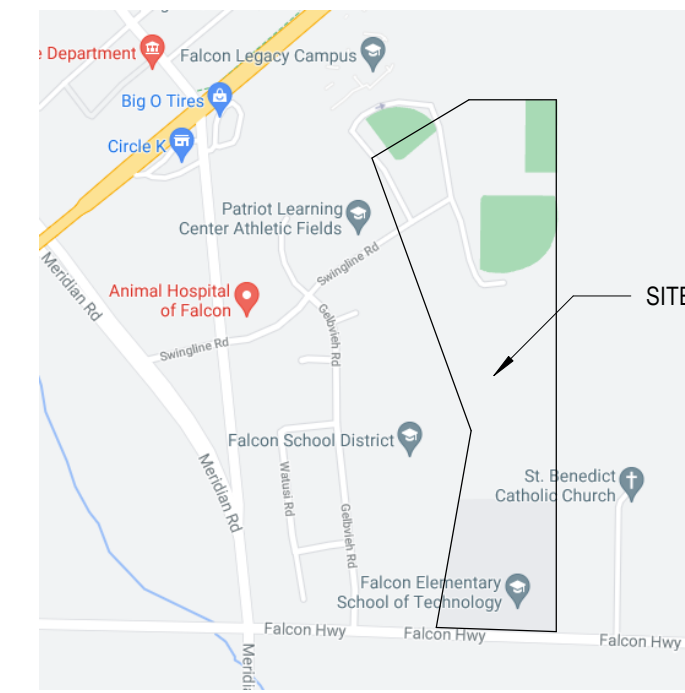 e Department
Falcon Legacy Campus
Big O Tires
Circle K
Patriot Learning
Center Athletic Fields
Swingline Rd
Meridian Rd
Animal Hospital
of Falcon
SITE
Gelbvieh Rd
Swingline Rd
Falcon School District
Meridian Rd
Watusi Rd
St. Benedict
Catholic Church
Gelbvieh Rd
Falcon Elementary
School of Technology
Falcon Hwy
Falcon Hwy
Falcon Hwy
Meridia